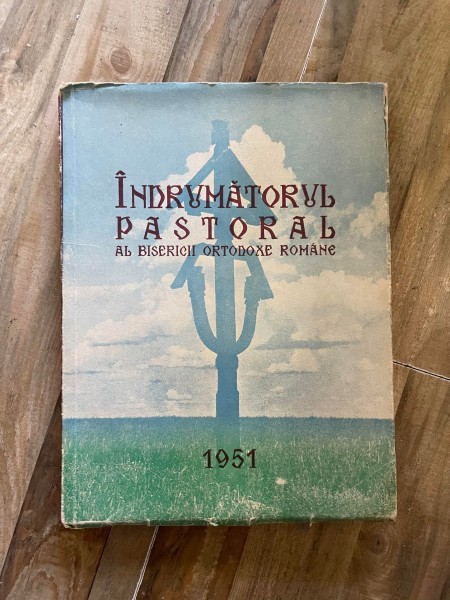 ÎNDRUMĂTORUL
PASTORAL
AL BISERICII ORTODOXE ROMÂNE
1951